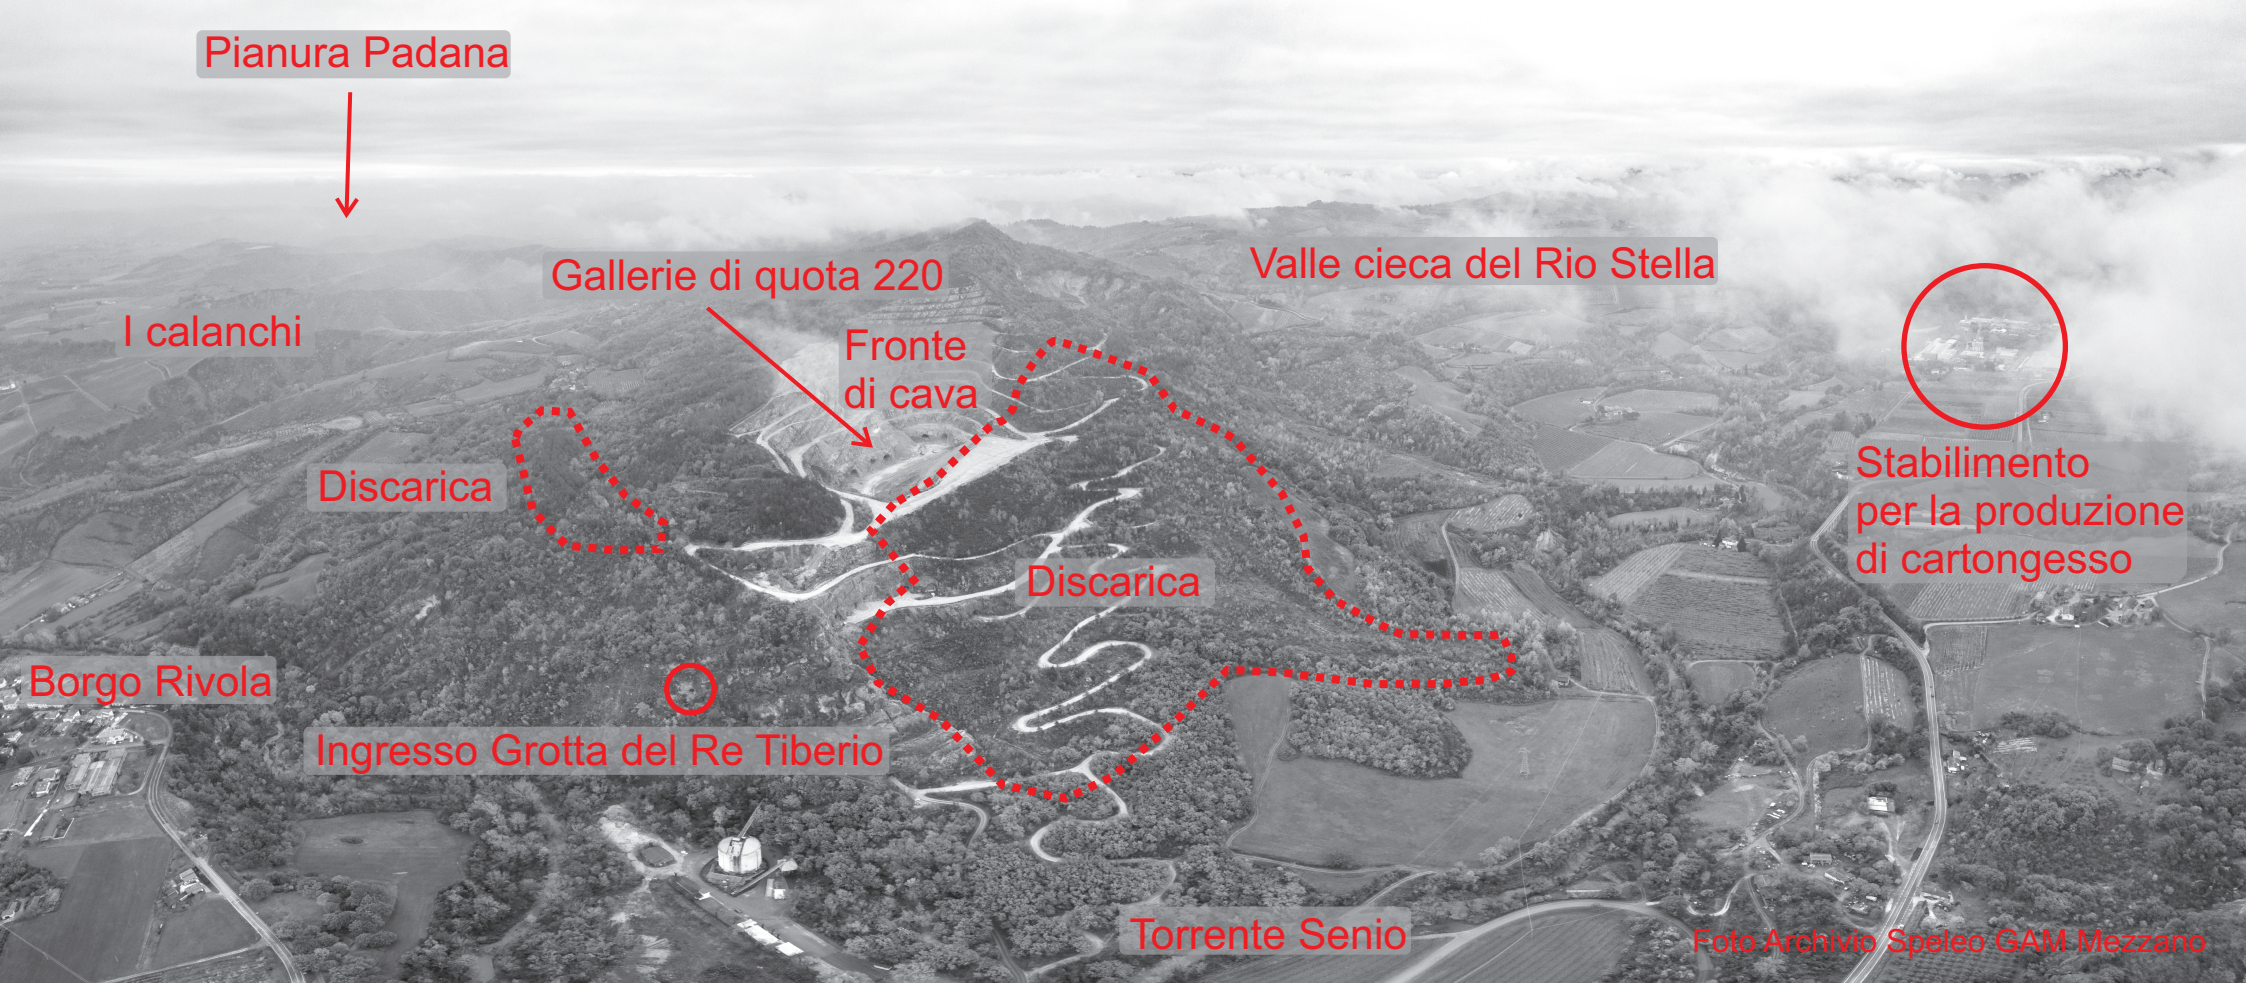 Pianura Padana
Valle cieca del Rio Stella
Gallerie di quota 220
I calanchi
Fronte
di cava
Discarica
Stabilimento
per la produzione
di cartongesso
Discarica
Borgo Rivola
Ingresso Grotta del Re Tiberio
Torrente Senio
Foto Archivio Speleo GAM Mezzano